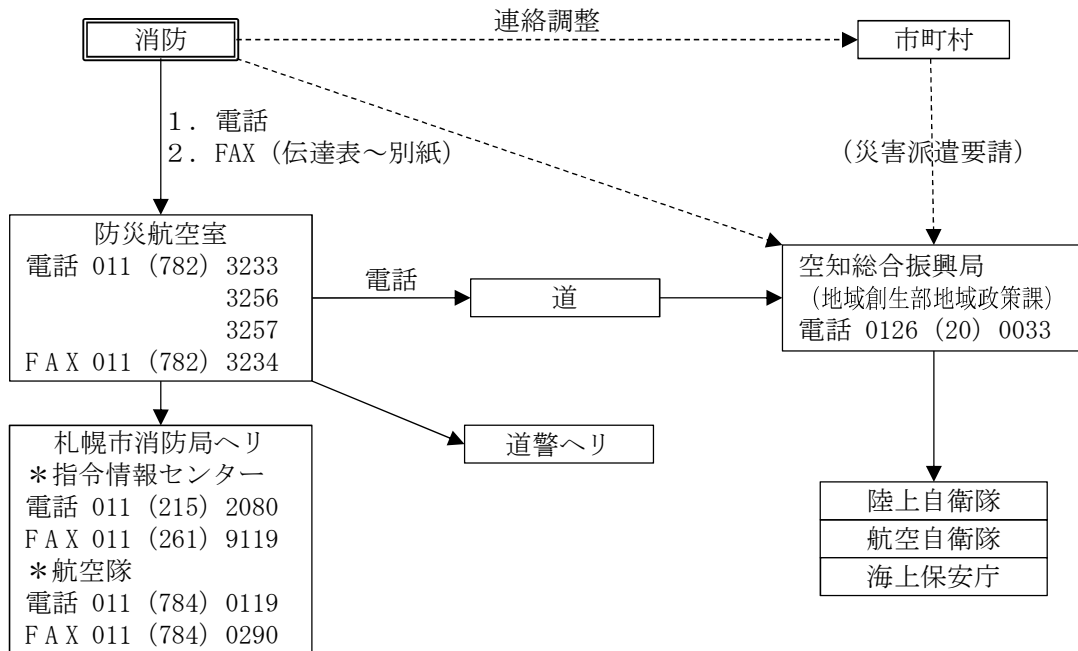 消防
連絡調整
市町村
１．電話
２．FAX（伝達表～別紙）
（災害派遣要請）
防災航空室
電話 011（782）3233
3256
3257
ＦＡＸ 011（782）3234
電話
道
空知総合振興局
（地域創生部地域政策課）
電話 0126（20）0033
札幌市消防局ヘリ
＊指令情報センター
電話 011（215）2080
ＦＡＸ 011（261）9119
＊航空隊
電話 011（784）0119
ＦＡＸ 011（784）0290
道警ヘリ
陸上自衛隊
航空自衛隊
海上保安庁